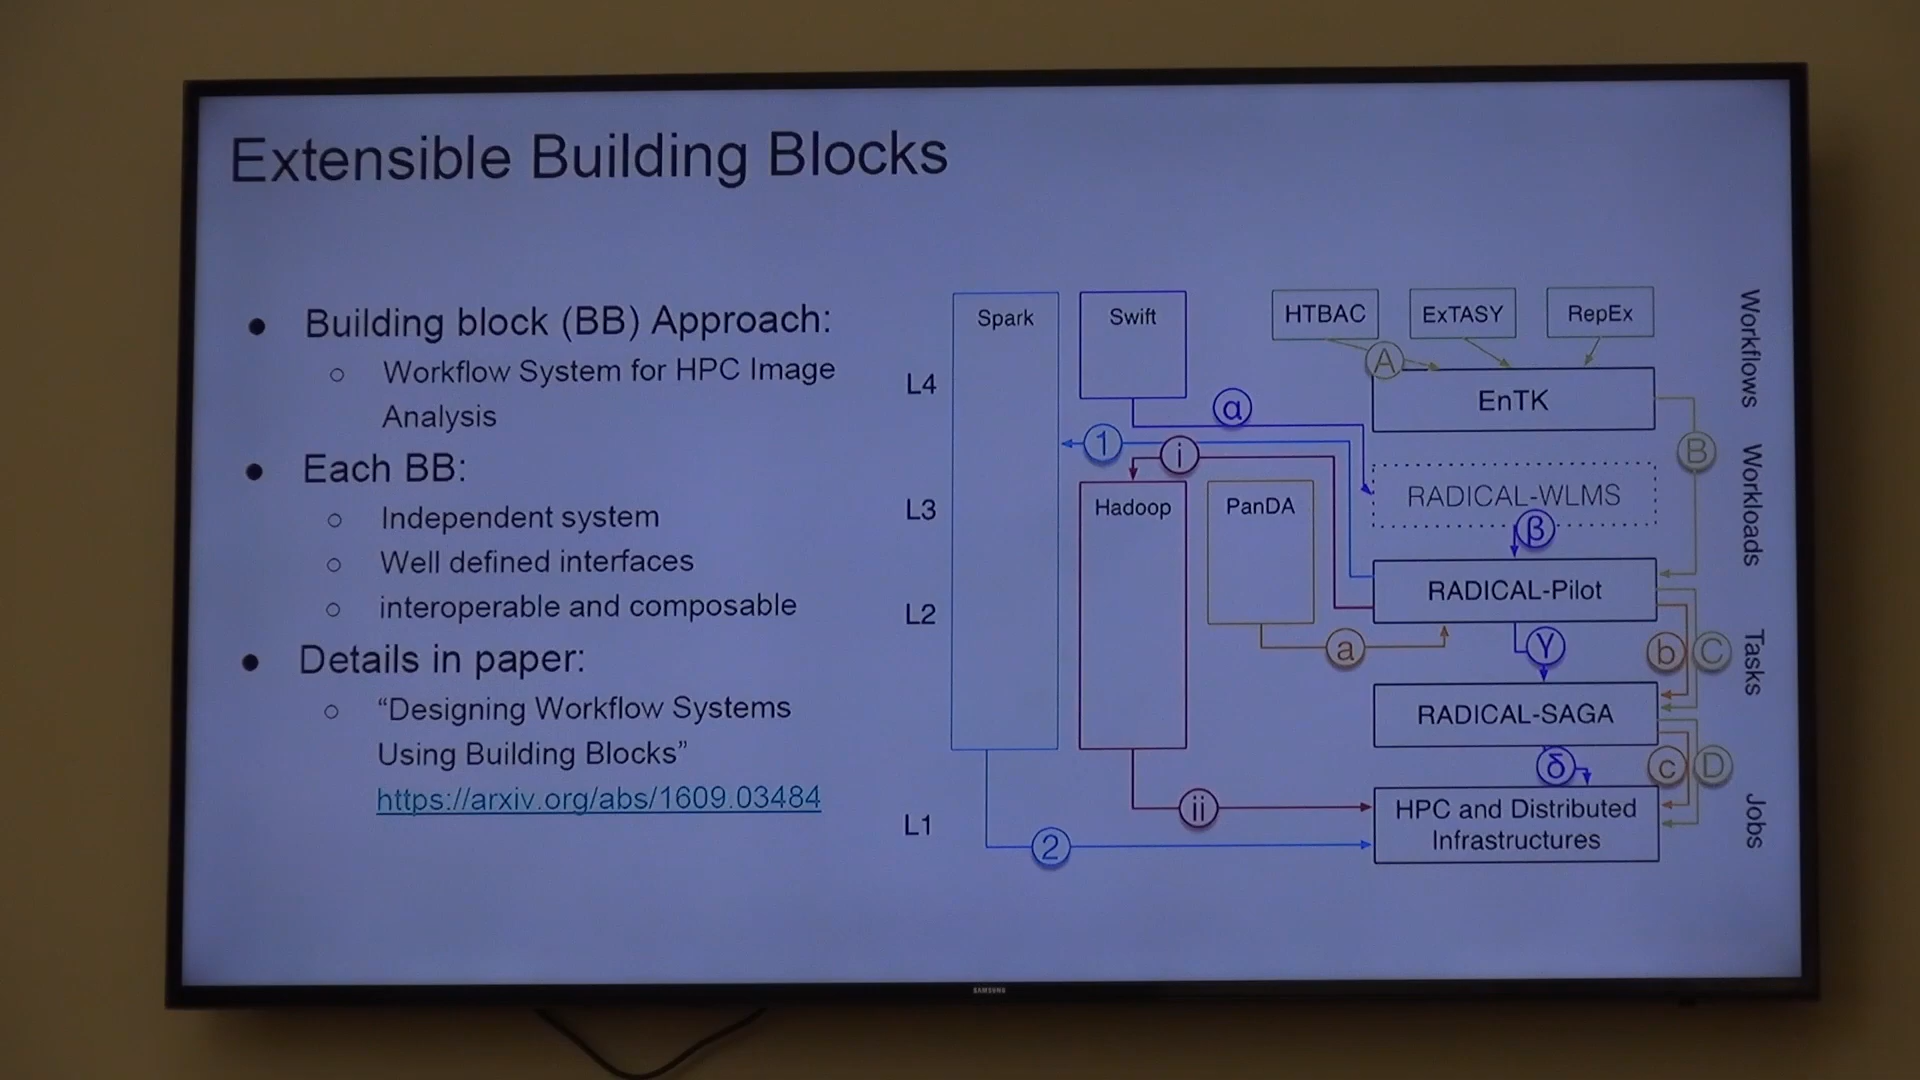 Extensible Building Blocks
● Building block (BB) Approach:
○ Workflow System for HPC Image
Analysis
● Each BB:
○ Independent system
○ Well defined interfaces
○ interoperable and composable
● Details in paper:
○ “Designing Workflow Systems
Using Building Blocks”
https://arxiv.org/abs/1609.03484
L4
L3
L2
L1
Spark
Swift
HTBAC
ExTASY
RepEx
A
EnTK
α
1
i
B
Hadoop
PanDA
RADICAL-WLMS
β
RADICAL-Pilot
a
γ
b
C
RADICAL-SAGA
δ
c
D
ii
HPC and Distributed
Infrastructures
2
Workflows
Workloads
Tasks
Jobs
SAMSUNG